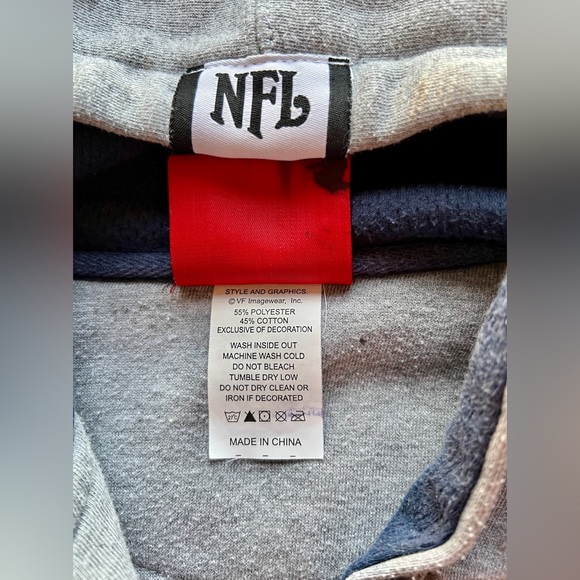 NFL
STYLE AND GRAPHICS.
© VF Imagewear, Inc.
55% POLYESTER
45% COTTON
EXCLUSIVE OF DECORATION
WASH INSIDE OUT
MACHINE WASH COLD
DO NOT BLEACH
TUMBLE DRY LOW
DO NOT DRY CLEAN OR
IRON IF DECORATED
MADE IN CHINA